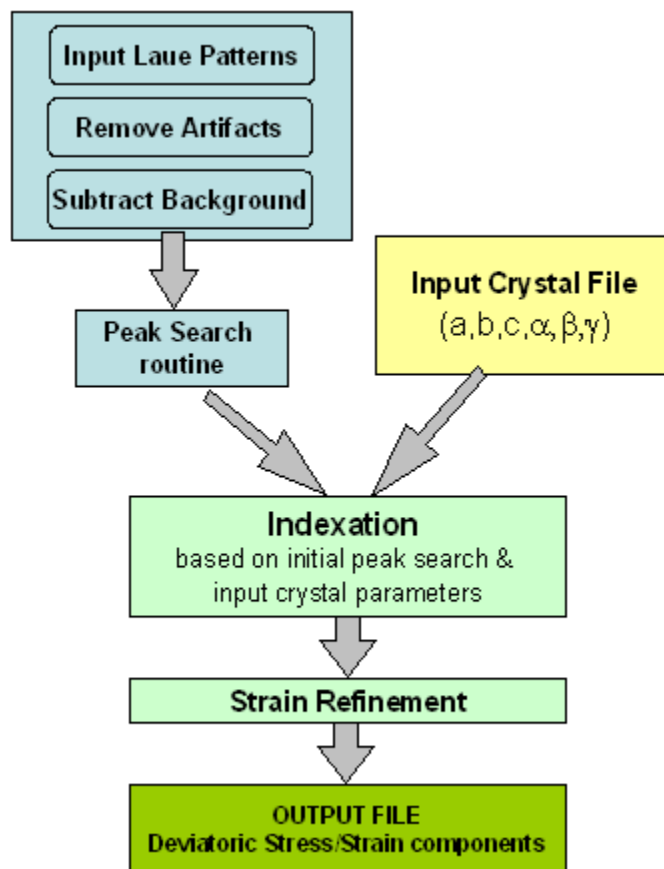 Input Laue Patterns
Remove Artifacts
Subtract Background
Peak Search
routine
Input Crystal File
(a,b,c,α,β,γ)
Indexation
based on initial peak search &
input crystal parameters
Strain Refinement
OUTPUT FILE
Deviatoric Stress/Strain components